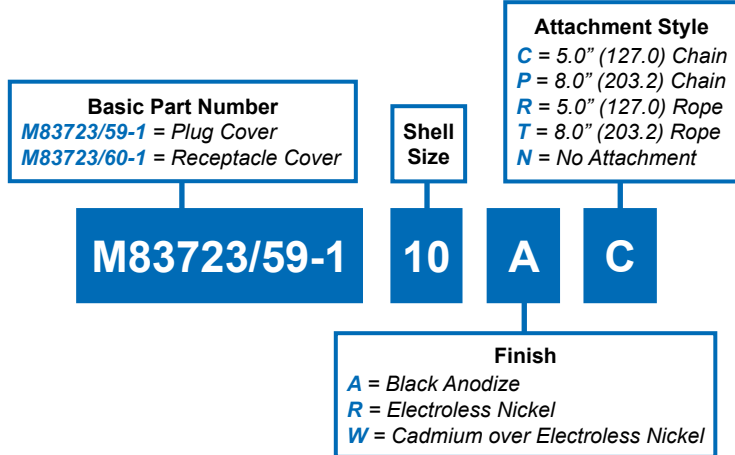 Attachment Style
C = 5.0” (127.0) Chain
P = 8.0” (203.2) Chain
R = 5.0” (127.0) Rope
T = 8.0” (203.2) Rope
N = No Attachment
Basic Part Number
M83723/59-1 = Plug Cover
M83723/60-1 = Receptacle Cover
Shell
Size
M83723/59-1 10 A C
Finish
A = Black Anodize
R = Electroless Nickel
W = Cadmium over Electroless Nickel